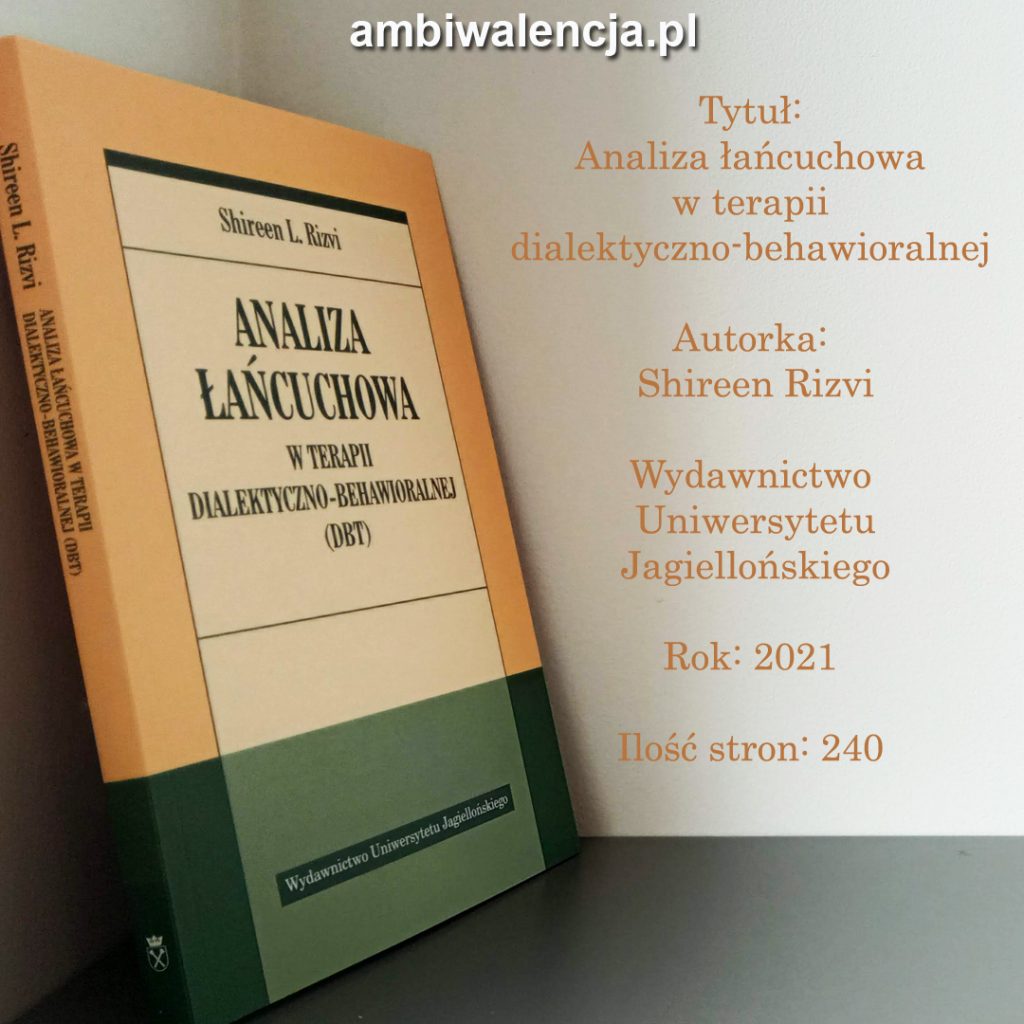 ambiwalencja.pl
Shireen L. Rizvi
ANALIZA ŁAŃCUCHOWA W TERAPII
DIALEKTYCZNO-BEHAWIORALNEJ (DBT)
Shireen L. Rizvi
ANALIZA
ŁAŃCUCHOWA
W TERAPII
DIALEKTYCZNO-BEHAWIORALNEJ
(DBT)
Wydawnictwo Uniwersytetu Jagiellońskiego
Tytuł:
Analiza łańcuchowa
w terapii
dialektyczno-behawioralnej
Autorka:
Shireen Rizvi
Wydawnictwo
Uniwersytetu
Jagiellońskiego
Rok: 2021
Ilość stron: 240